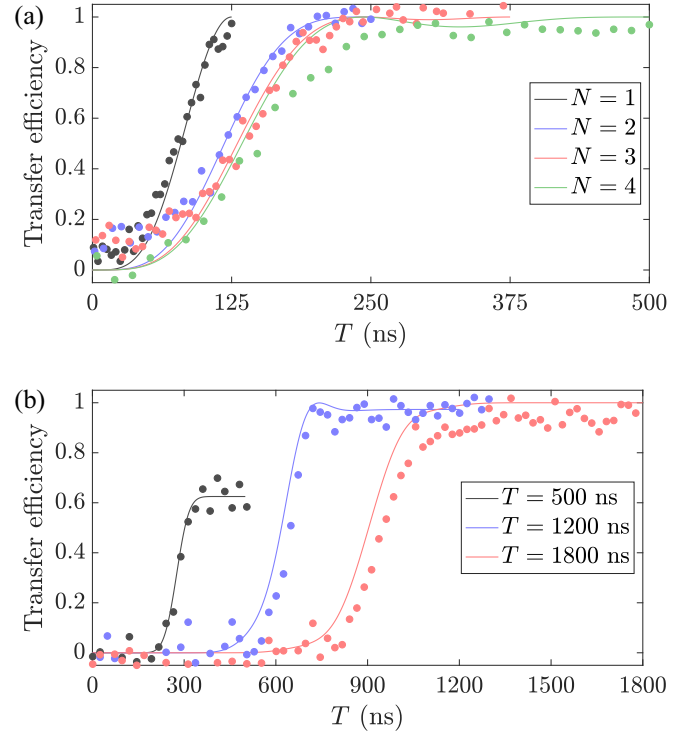 (a)
Transfer efficiency
1
0.8
0.6
0.4
0.2
0
N = 1
N = 2
N = 3
N = 4
0 125 250 375 500
T (ns)
(b)
Transfer efficiency
1
0.8
0.6
0.4
0.2
0
T = 500 ns
T = 1200 ns
T = 1800 ns
0 300 600 900 1200 1500 1800
T (ns)